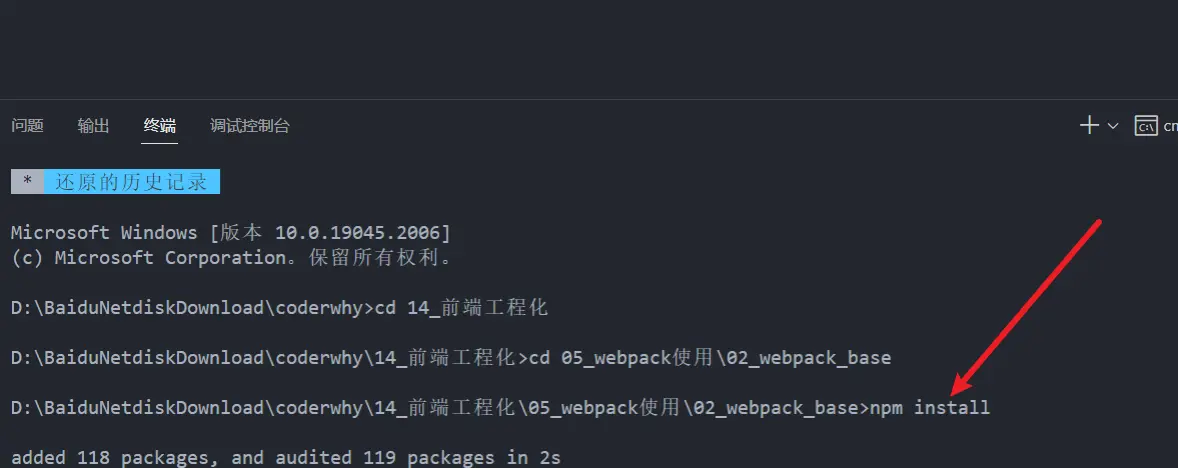 问题 输出 终端 调试控制台
* 还原的历史记录
Microsoft Windows [版本 10.0.19045.2006]
(c) Microsoft Corporation。保留所有权利。
D:\BaiduNetdiskDownload\coderwhy>cd 14_前端工程化
D:\BaiduNetdiskDownload\coderwhy\14_前端工程化>cd 05_webpack使用\02_webpack_base
D:\BaiduNetdiskDownload\coderwhy\14_前端工程化\05_webpack使用\02_webpack_base>npm install
added 118 packages, and audited 119 packages in 2s